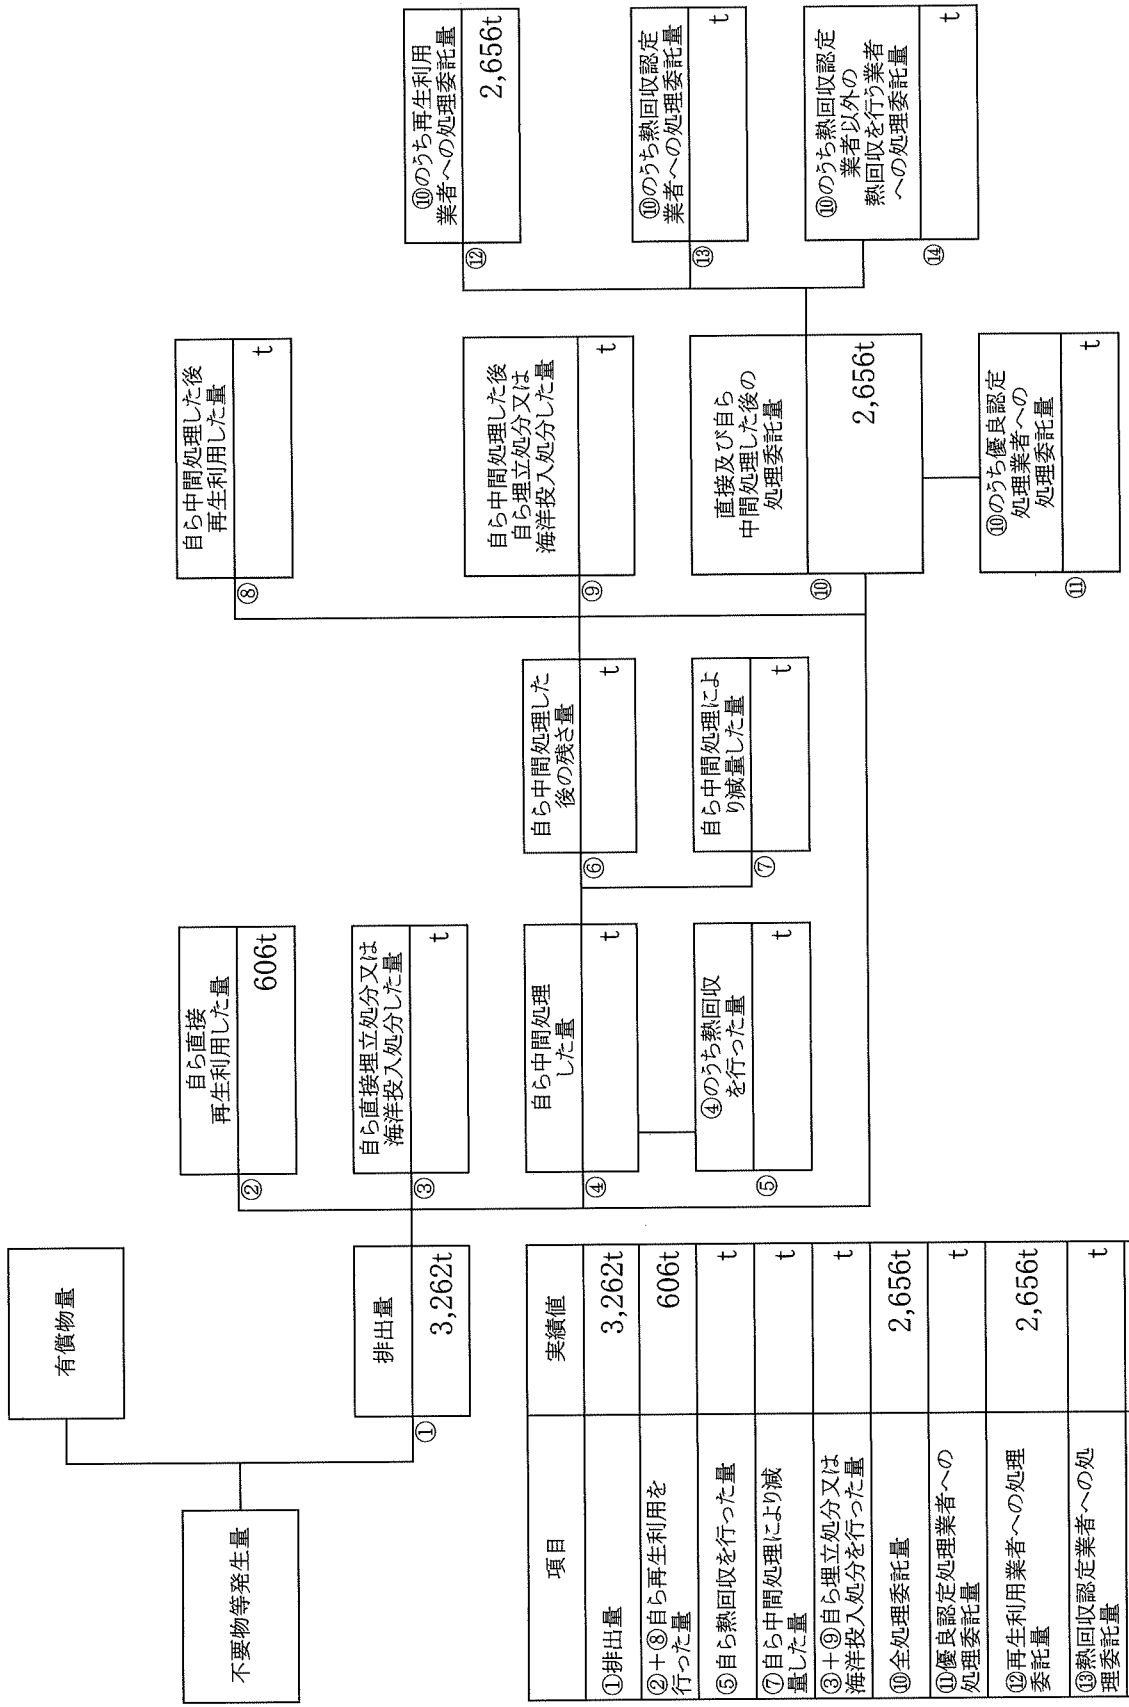 不要物等発生量
有償物量
①
排出量
3,262t
②
自ら直接
再生利用した量
606t
③
自ら直接埋立処分又は
海洋投入処分した量
t
④
自ら中間処理
した量
t
⑤
④のうち熱回収
を行った量
t
⑥
自ら中間処理した
後の残さ量
t
⑦
自ら中間処理によ
り減量した量
t
⑧
自ら中間処理した後
再生利用した量
t
⑨
自ら中間処理した後
自ら埋立処分又は
海洋投入処分した量
t
⑩
直接及び自ら
中間処理した後の
処理委託量
2,656t
⑪
⑩のうち優良認定
処理業者への
処理委託量
t
⑫
⑩のうち再生利用
業者への処理委託量
2,656t
⑬
⑩のうち熱回収認定
業者への処理委託量
t
⑭
⑩のうち熱回収認定
業者以外の
熱回収を行う業者
への処理委託量
t
項目 実績値
①排出量 3,262t
②+⑧自ら再生利用を
行った量 606t
⑤自ら熱回収を行った量 t
⑦自ら中間処理により減
量した量 t
③+⑨自ら埋立処分又は
海洋投入処分を行った量 t
⑩全処理委託量 2,656t
⑪優良認定処理業者への
処理委託量 t
⑫再生利用業者への処理
委託量 2,656t
⑬熱回収認定業者への処
理委託量 t